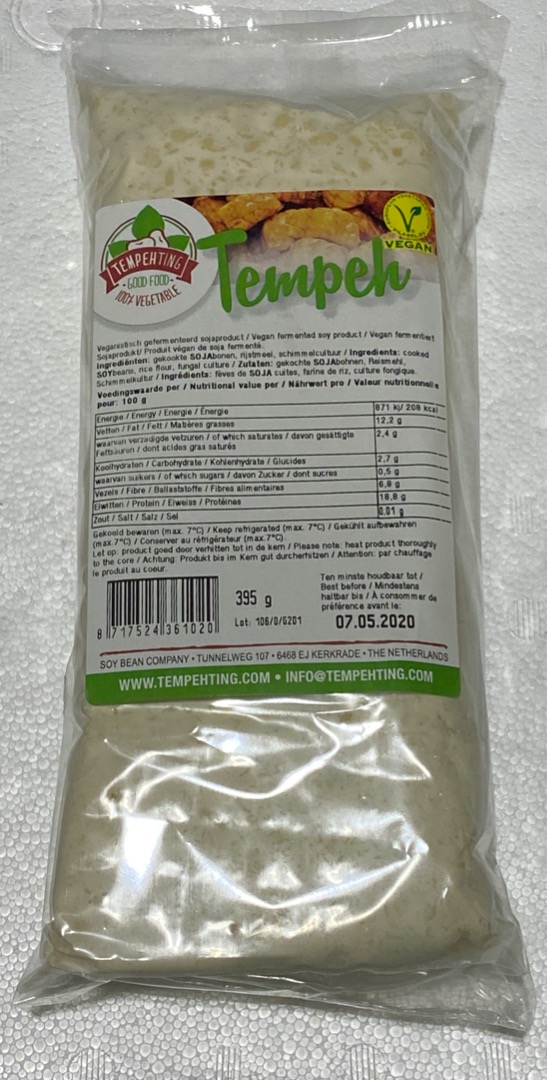 TEMPEHTING
- GOOD FOOD -
100% VEGETABLE
Tempeh
VEGAN
Veganistisch gefermenteerd sojaproduct / Vegan fermented soy product / Vegan fermentiert
Sojaprodukt/ Produit végan de soja fermenté.
Ingrediënten: gekookte SOJAbonen, rijstmeel, schimmelcultuur / Ingredients: cooked
SOYbeans, rice flour, fungal culture / Zutaten: gekochte SOJAbohnen, Reismehl,
Schimmelkultur / Ingrédients: fèves de SOJA cuites, farine de riz, culture fongique.
Voedingswaarde per / Nutritional value per / Nährwert pro / Valeur nutritionnelle
pour: 100 g
Energie / Energy / Energie / Énergie 871 kj/ 208 kcal
Vetten / Fat / Fett / Matières grasses 12,2 g
waarvan verzadigde vetzuren / of which saturates / davon gesättigte 2,4 g
Fettsäuren / dont acides gras saturés
Koolhydraten / Carbohydrate / Kohlenhydrate / Glucides 2,7 g
waarvan suikers / of which sugars / davon Zucker / dont sucres 0,5 g
Vezels / Fibre / Ballaststoffe / Fibres alimentaires 6,8 g
Eiwitten / Protein / Eiweiss / Protéines 18,8 g
Zout / Salt / Salz / Sel 0,01 g
Gekoeld bewaren (max. 7°C) / Keep refrigerated (max. 7°C) / Gekühlt aufbewahren
(max.7°C) / Conserver au réfrigérateur (max.7°C).
Let op: product goed door verhitten tot in de kern / Please note: heat product thoroughly
to the core / Achtung: Produkt bis im Kern gut durcherhitzen / Attention: par chauffage
le produit au coeur.
8 717524 361020
395 g
Lot: 106/0/6201
Ten minste houdbaar tot /
Best before / Mindestens
haltbar bis / À consommer de
préférence avant le:
07.05.2020
SOY BEAN COMPANY • TUNNELWEG 107 • 6468 EJ KERKRADE • THE NETHERLANDS
WWW.TEMPEHTING.COM • INFO@TEMPEHTING.COM